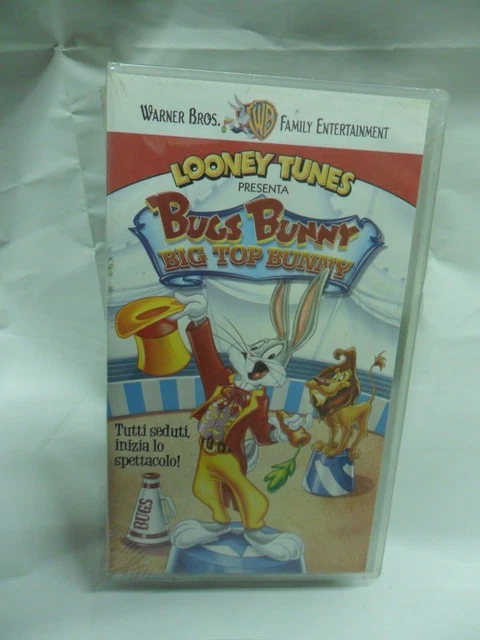 WARNER BROS. WB FAMILY ENTERTAINMENT
LOONEY TUNES
PRESENTA
BUGS BUNNY
BIG TOP BUNNY
Tutti seduti,
inizia lo
spettacolo!
BUGS